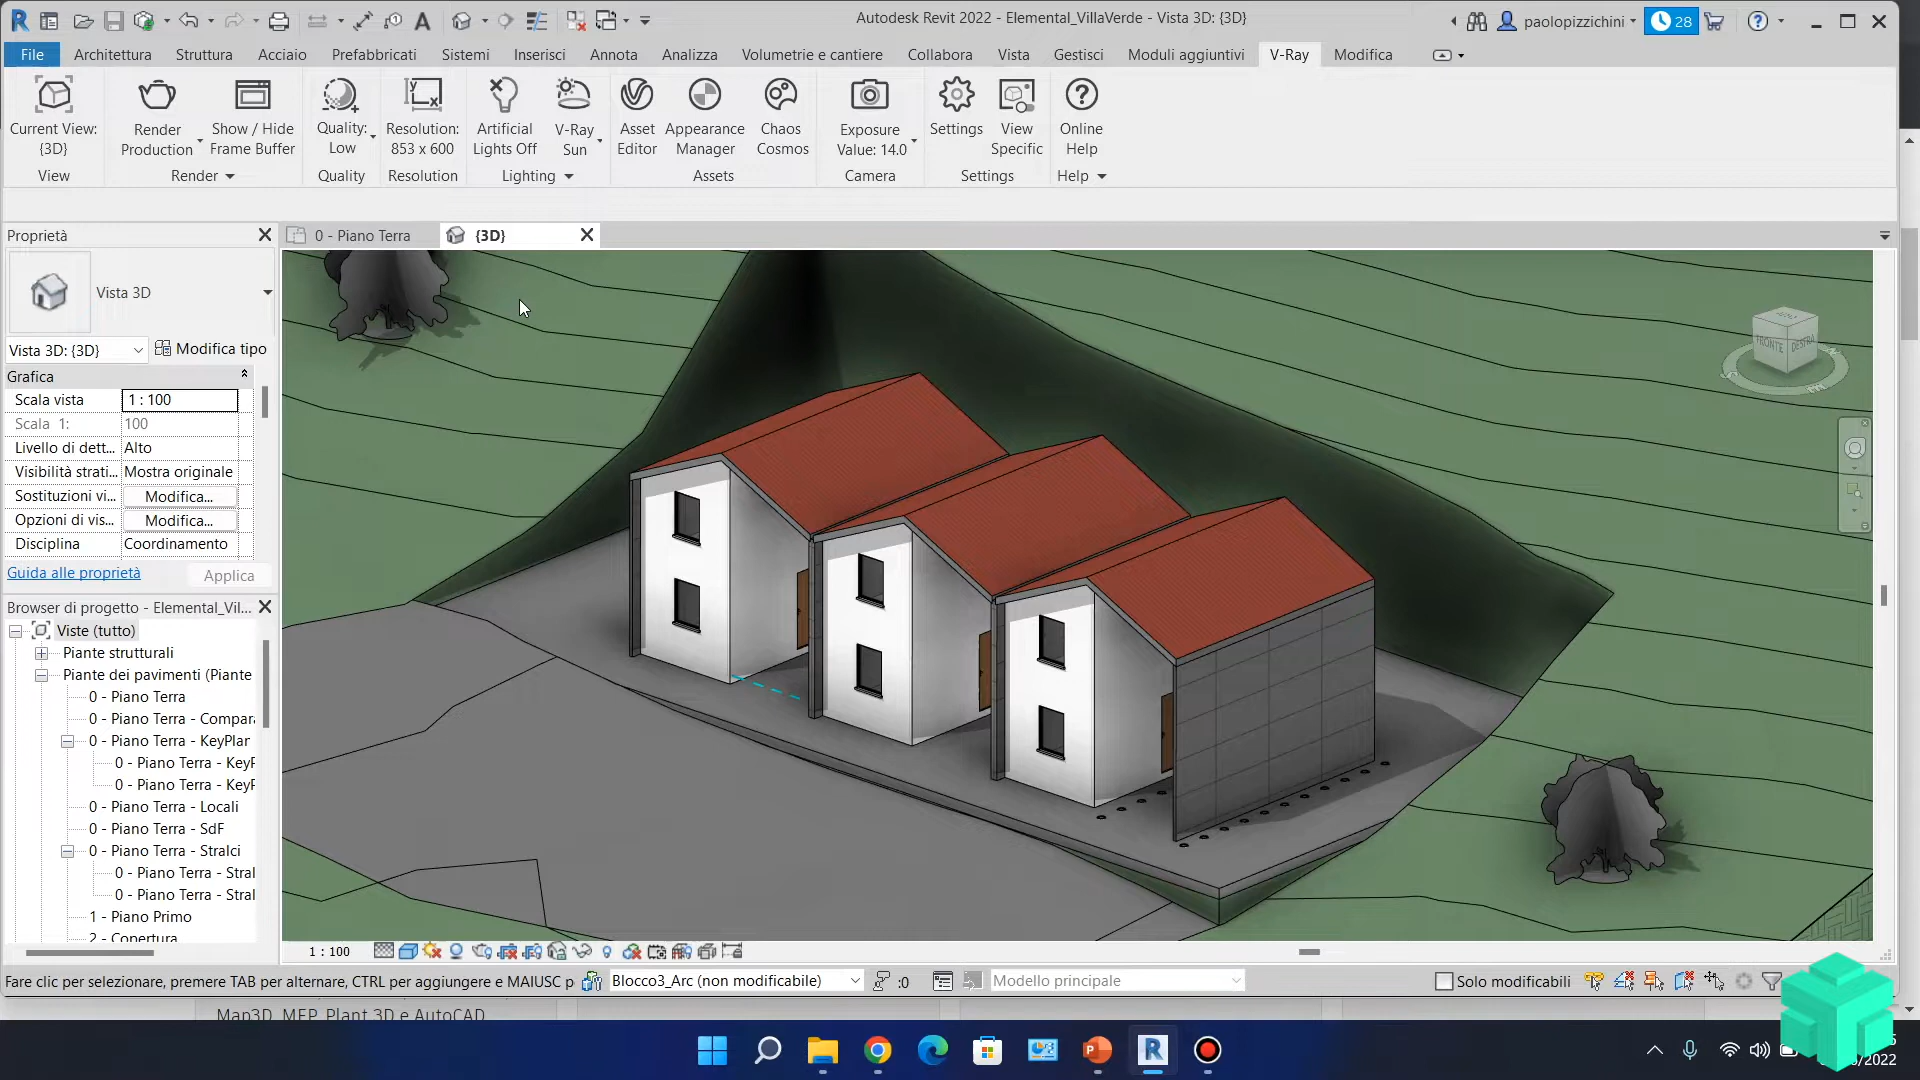 Autodesk Revit 2022 - Elemental_VillaVerde - Vista 3D: {3D}
paolopizzichini
28
File Architettura Struttura Acciaio Prefabbricati Sistemi Inserisci Annota Analizza Volumetrie e cantiere Collabora Vista Gestisci Moduli aggiuntivi V-Ray Modifica
Current View: {3D}
Render Production
Show / Hide Frame Buffer
Quality: Low
Resolution: 853 x 600
Artificial Lights Off
V-Ray Sun
Asset Editor
Appearance Manager
Chaos Cosmos
Exposure Value: 14.0
Settings
View Specific
Online Help
View Render Quality Resolution Lighting Assets Camera Settings Help
Proprietà
0 - Piano Terra
{3D}
Vista 3D
Vista 3D: {3D}
Modifica tipo
Grafica
Scala vista 1 : 100
Scala 1: 100
Livello di dett... Alto
Visibilità strati... Mostra originale
Sostituzioni vi... Modifica...
Opzioni di vis... Modifica...
Disciplina Coordinamento
Guida alle proprietà
Applica
Browser di progetto - Elemental_Vil...
Viste (tutto)
Piante strutturali
Piante dei pavimenti (Piante
0 - Piano Terra
0 - Piano Terra - Compar
0 - Piano Terra - KeyPlan
0 - Piano Terra - KeyP
0 - Piano Terra - KeyP
0 - Piano Terra - Locali
0 - Piano Terra - SdF
0 - Piano Terra - Stralci
0 - Piano Terra - Stral
0 - Piano Terra - Stral
1 - Piano Primo
2 - Copertura
FRONTE
DESTRA
1 : 100
Fare clic per selezionare, premere TAB per alternare, CTRL per aggiungere e MAIUSC p
Blocco3_Arc (non modificabile)
:0
Modello principale
Solo modificabili
Map3D, MEP, Plant 3D e AutoCAD
/2022